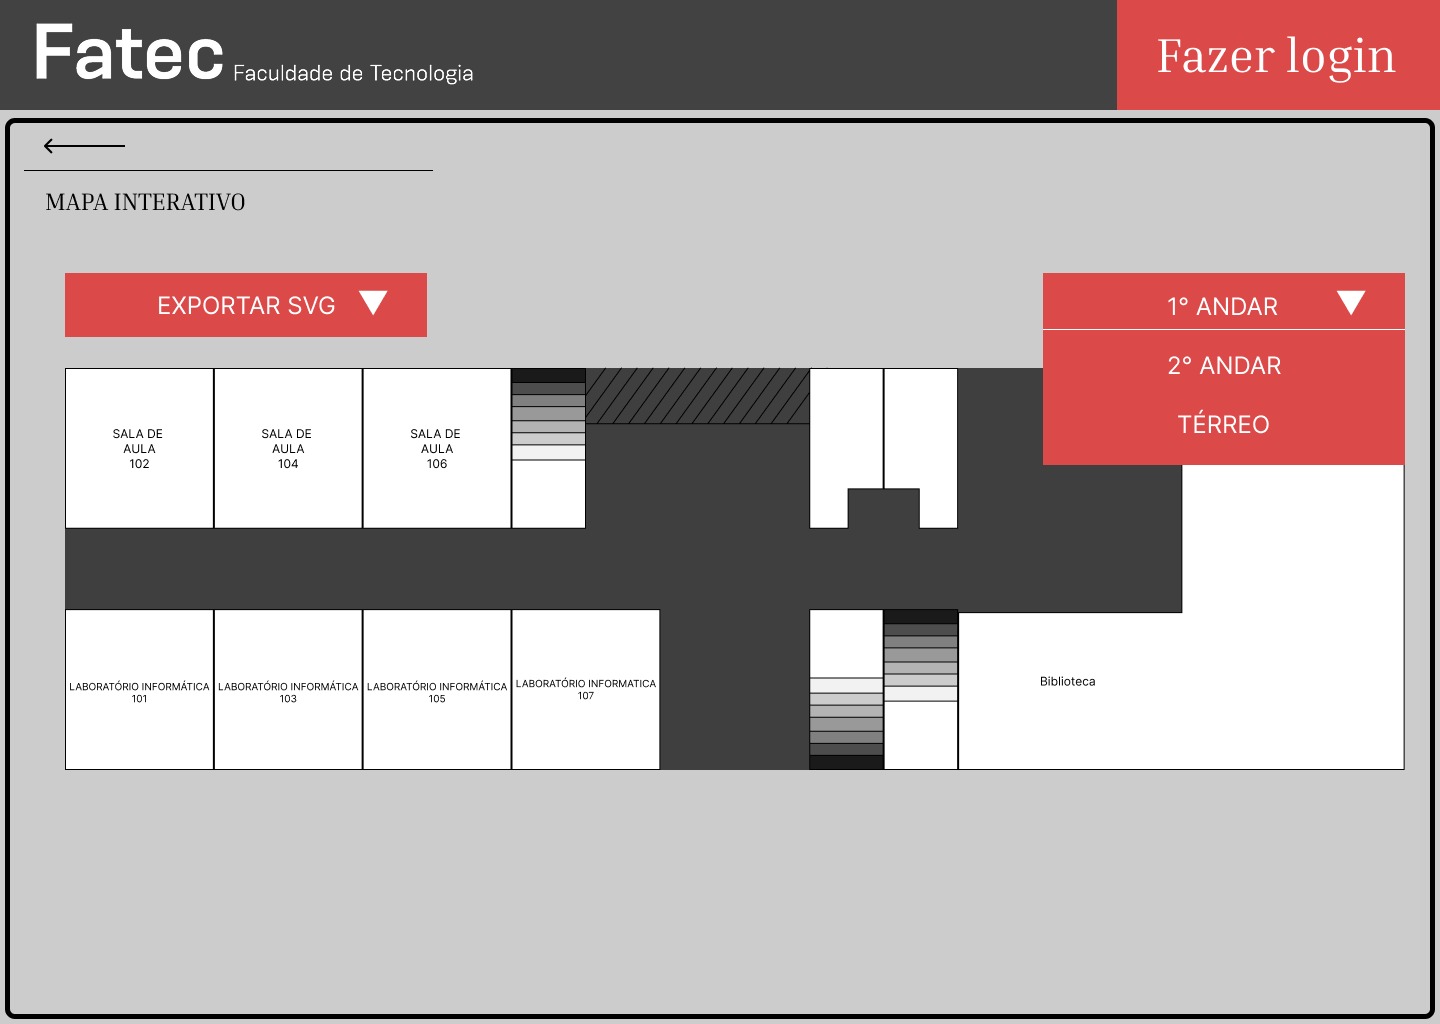 Fatec Faculdade de Tecnologia
Fazer login
MAPA INTERATIVO
EXPORTAR SVG
1° ANDAR
2° ANDAR
TÉRREO
SALA DE
AULA
102
SALA DE
AULA
104
SALA DE
AULA
106
LABORATÓRIO INFORMÁTICA
101
LABORATÓRIO INFORMÁTICA
103
LABORATÓRIO INFORMÁTICA
105
LABORATÓRIO INFORMATICA
107
Biblioteca